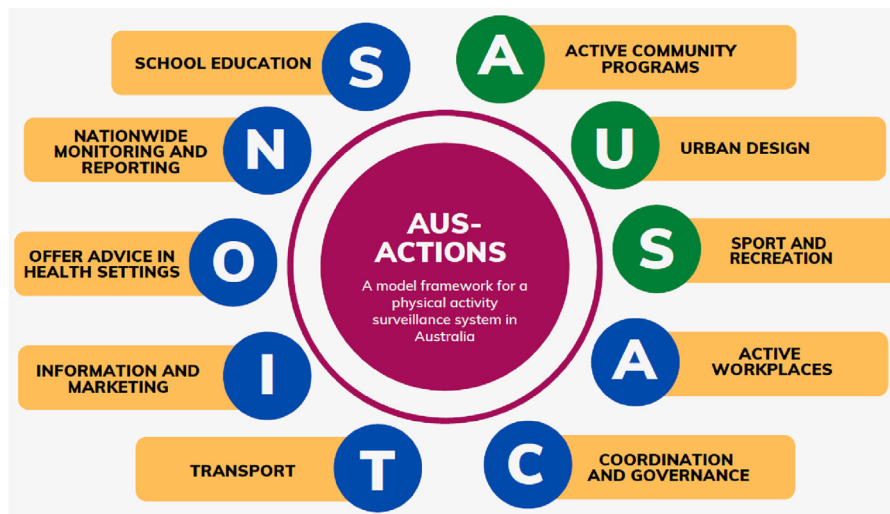 SCHOOL EDUCATION
S
A
ACTIVE COMMUNITY
PROGRAMS
NATIONWIDE
MONITORING AND
REPORTING
N
U
URBAN DESIGN
AUS-
ACTIONS
A model framework for a
physical activity
surveillance system in
Australia
OFFER ADVICE IN
HEALTH SETTINGS
O
S
SPORT AND
RECREATION
INFORMATION AND
MARKETING
I
A
ACTIVE
WORKPLACES
TRANSPORT
T
C
COORDINATION
AND GOVERNANCE